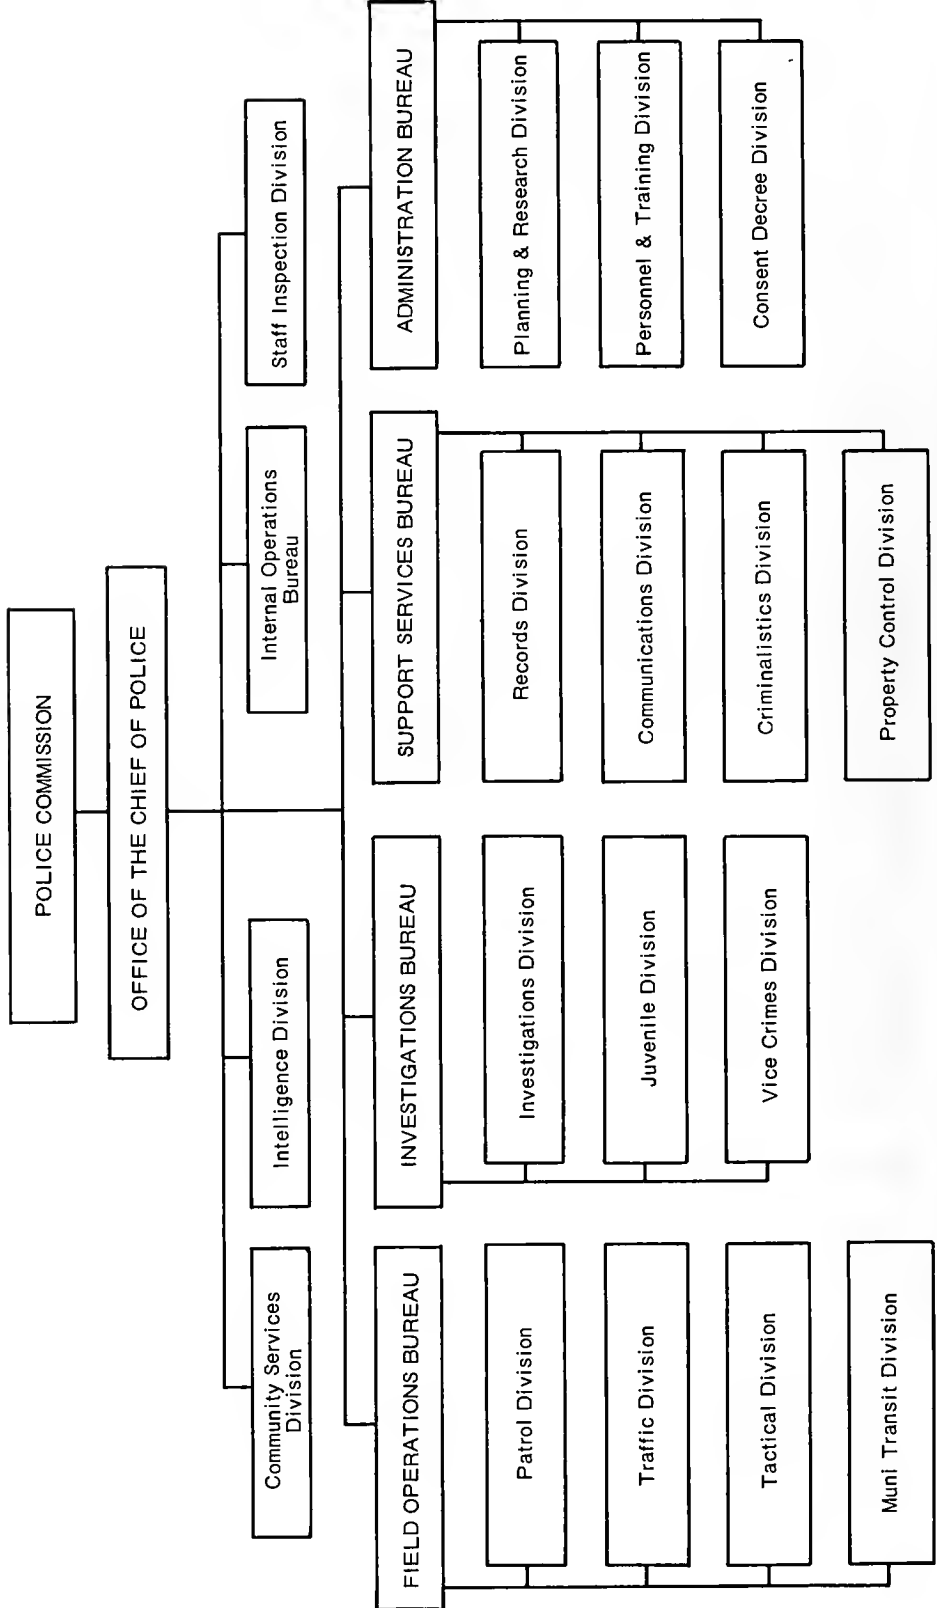 POLICE COMMISSION
OFFICE OF THE CHIEF OF POLICE
Community Services
Division
Intelligence Division
Internal Operations
Bureau
Staff Inspection Division
FIELD OPERATIONS BUREAU
Patrol Division
Traffic Division
Tactical Division
Muni Transit Division
INVESTIGATIONS BUREAU
Investigations Division
Juvenile Division
Vice Crimes Division
SUPPORT SERVICES BUREAU
Records Division
Communications Division
Criminalistics Division
Property Control Division
ADMINISTRATION BUREAU
Planning & Research Division
Personnel & Training Division
Consent Decree Division